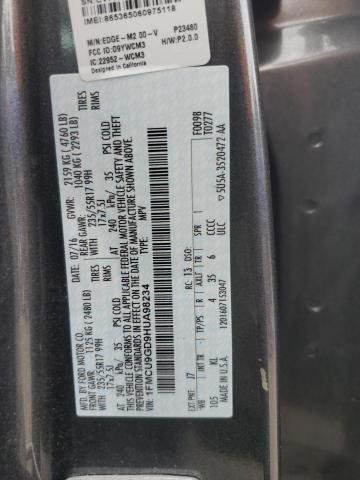 IMEI:865365060975118
M/N:EDGE-M2 00-V P23480
FCC ID:D9YWCM3 H/W:P2.0.0
IC:22952-WCM3
Designed in California
MFD. BY FORD MOTOR CO.
DATE: 07/16 GVWR: 2159 KG ( 4760 LB)
FRONT GAWR: 1125 KG ( 2480 LB) REAR GAWR: 1040 KG ( 2293 LB)
235/55R17 99H TIRES 235/55R17 99H TIRES
17x7.5J 17x7.5J
AT 240 kPa/ 35 PSI COLD AT 240 kPa/ 35 PSI COLD
THIS VEHICLE CONFORMS TO ALL APPLICABLE FEDERAL MOTOR VEHICLE SAFETY AND THEFT
PREVENTION STANDARDS IN EFFECT ON THE DATE OF MANUFACTURE SHOWN ABOVE.
VIN: 1FMCU9GD9HUA98234 F0098
TYPE: MPV T0277
EXT PNT: J7 RC: 13 DSO:
WB INT TR TP/PS R AXLE TR SPR
105 KL 4 35 6 CCCC
1201607153047 ULC
MADE IN U.S.A. 5U5A-3520472-AA